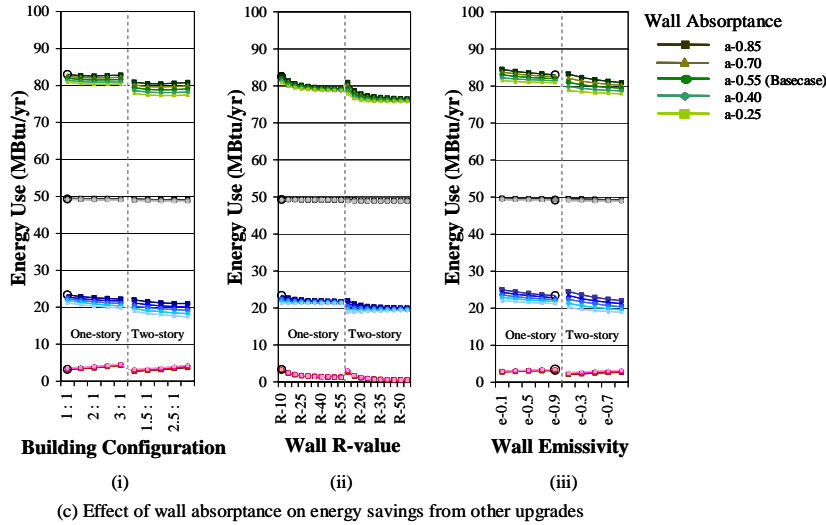 Energy Use (MBtu/yr)
100
90
80
70
60
50
40
30
20
10
0
One-story
Two-story
1 : 1
2 : 1
3 : 1
1.5 : 1
2.5 : 1
Building Configuration
(i)
Energy Use (MBtu/yr)
100
90
80
70
60
50
40
30
20
10
0
One-story
Two-story
R-10
R-25
R-40
R-55
R-20
R-35
R-50
Wall R-value
(ii)
Energy Use (MBtu/yr)
100
90
80
70
60
50
40
30
20
10
0
One-story
Two-story
e-0.1
e-0.5
e-0.9
e-0.3
e-0.7
Wall Emissivity
(iii)
Wall Absorptance
a-0.85
a-0.70
a-0.55 (Basecase)
a-0.40
a-0.25
(c) Effect of wall absorptance on energy savings from other upgrades